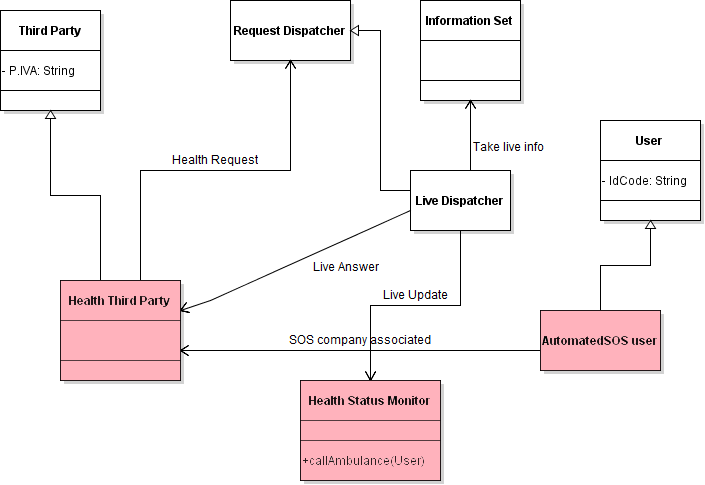 Third Party
- P.IVA: String
Request Dispatcher
Information Set
User
- IdCode: String
Health Request
Take live info
Live Dispatcher
Live Answer
Live Update
Health Third Party
SOS company associated
AutomatedSOS user
Health Status Monitor
+callAmbulance(User)